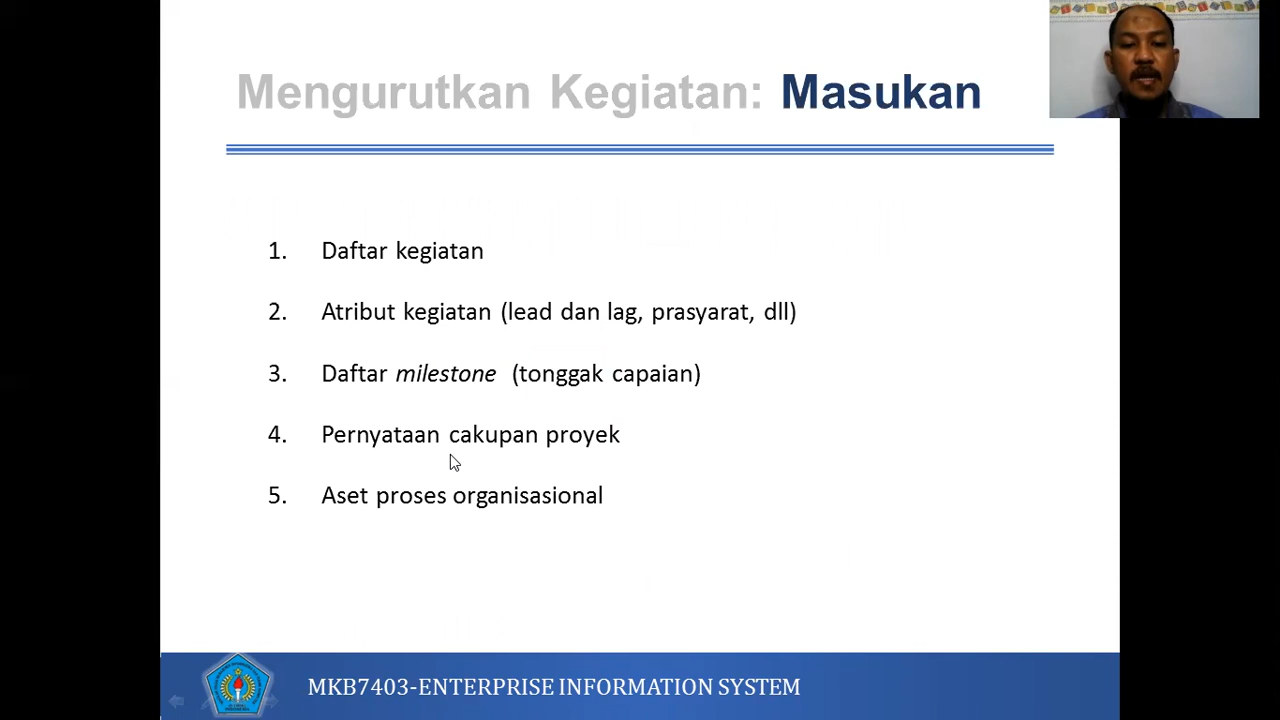 Mengurutkan Kegiatan: Masukan
1. Daftar kegiatan
2. Atribut kegiatan (lead dan lag, prasyarat, dll)
3. Daftar milestone (tonggak capaian)
4. Pernyataan cakupan proyek
5. Aset proses organisasional
MKB7403-ENTERPRISE INFORMATION SYSTEM